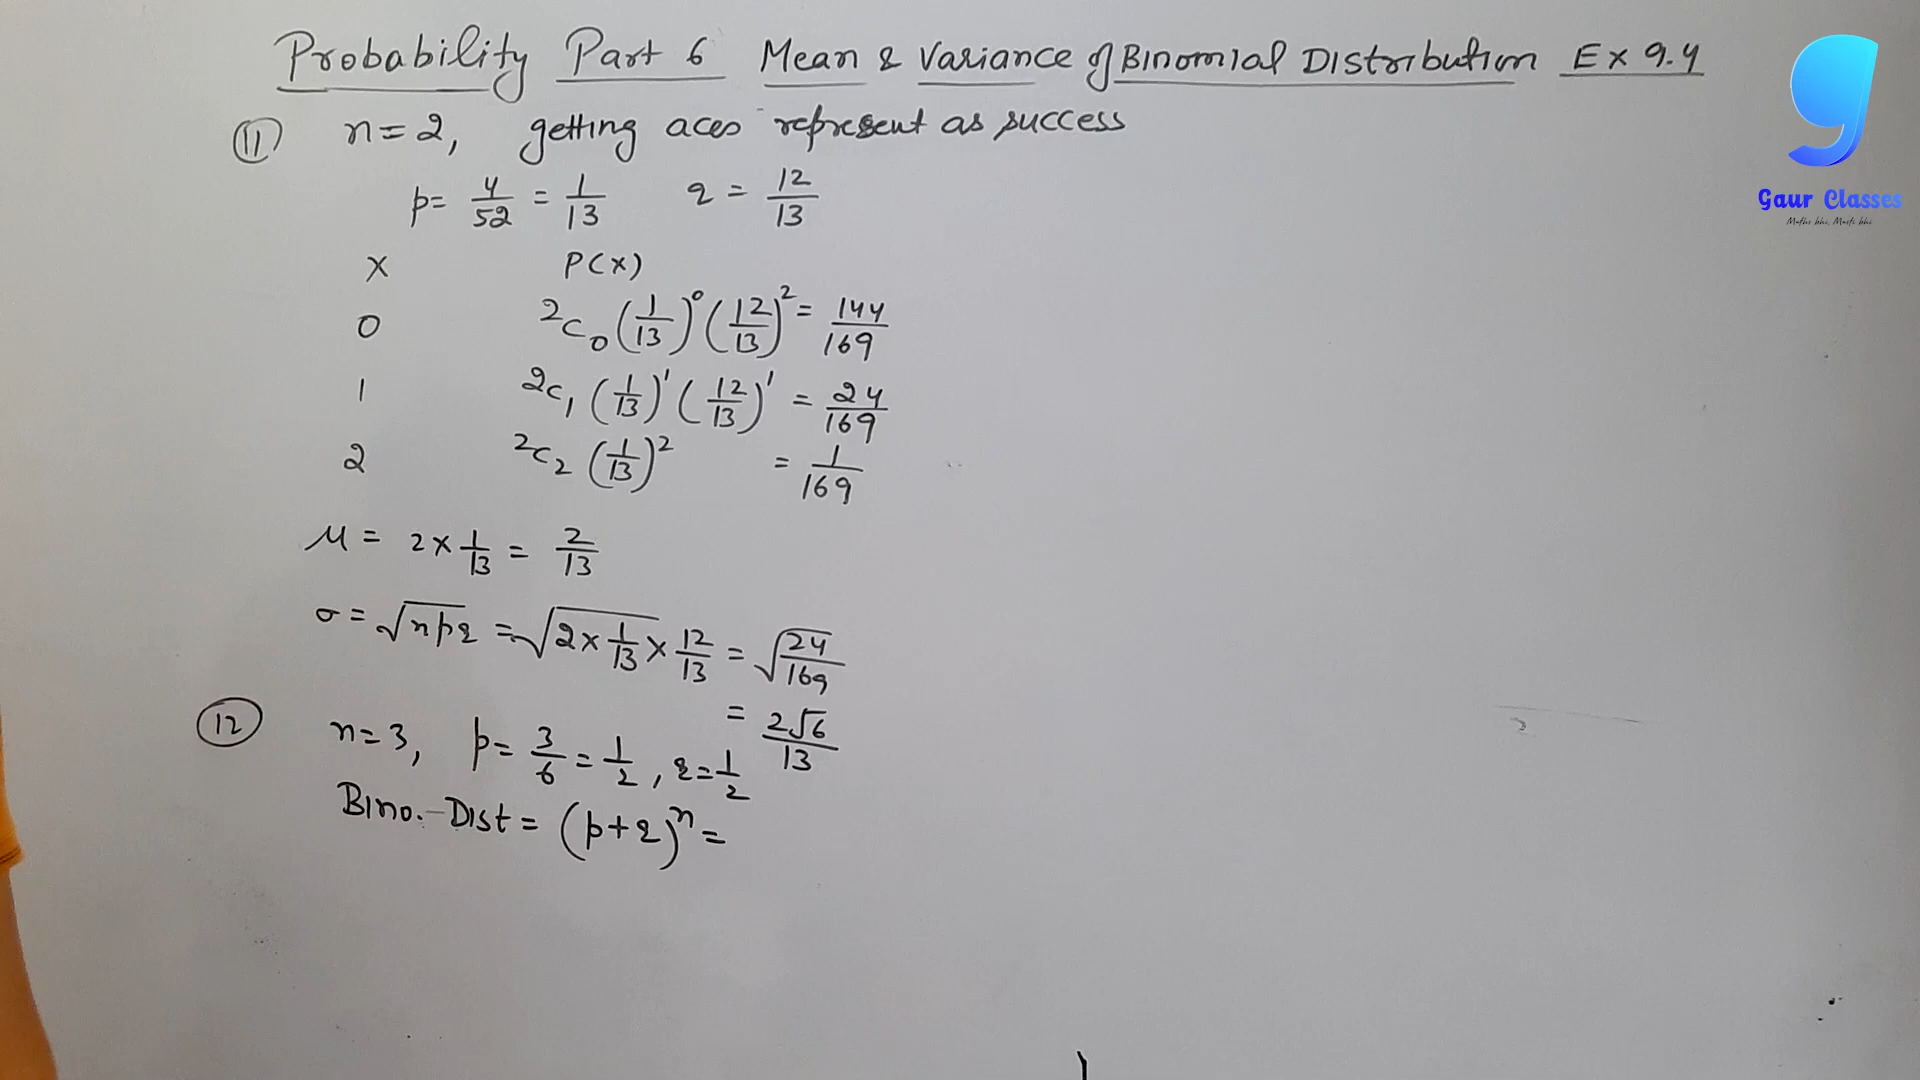 Probability Part 6 Mean & Variance of Binomial Distribution Ex 9.4
11 n=2, getting aces represent as success
p= 4/52 = 1/13 q = 12/13
X P(X)
0 ²C₀ (1/13)⁰ (12/13)² = 144/169
1 ²C₁ (1/13)¹ (12/13)¹ = 24/169
2 ²C₂ (1/13)² = 1/169
μ = 2 × 1/13 = 2/13
σ = √npq = √2 × 1/13 × 12/13 = √24/169
= 2√6/13
12 n=3, p= 3/6 = 1/2, q=1/2
Bino. Dist = (p+q)ⁿ =
Gaur Classes
Maths bhi, Masti bhi